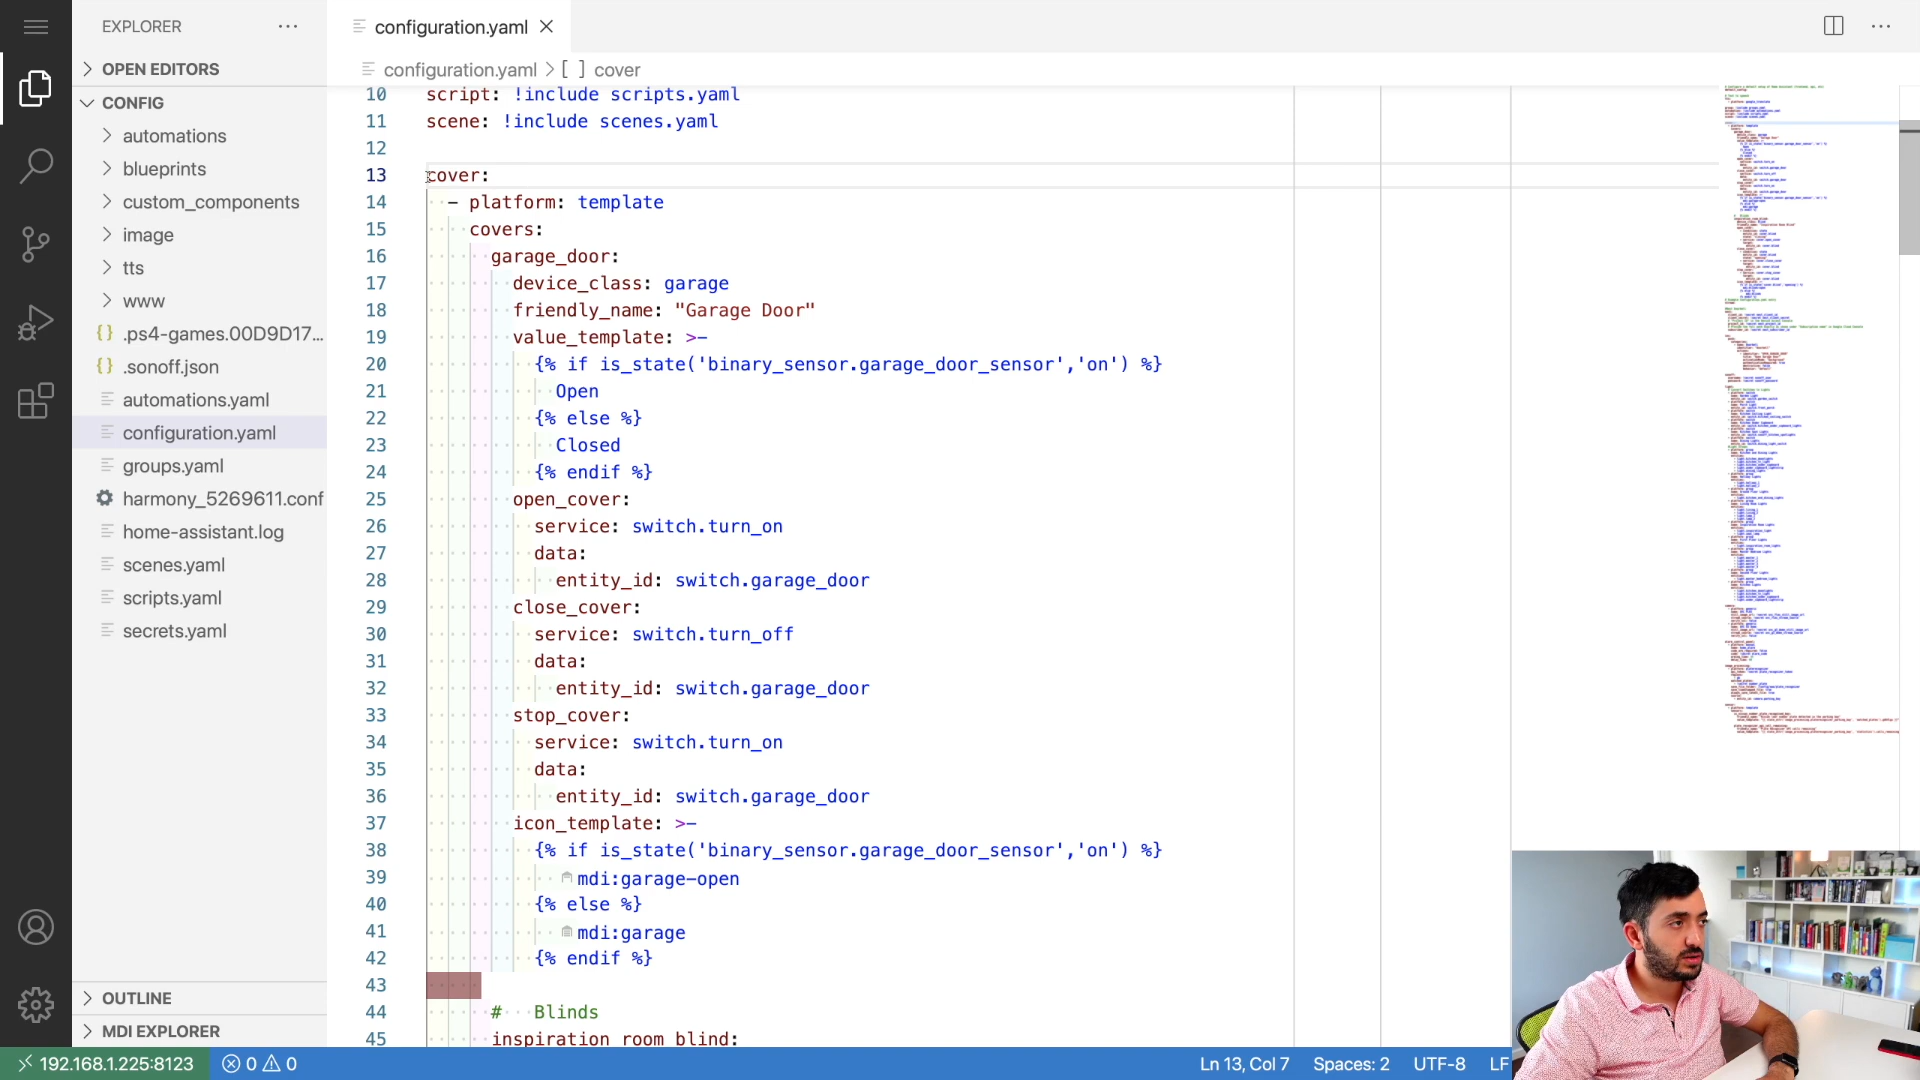 EXPLORER
OPEN EDITORS
CONFIG
automations
blueprints
custom_components
image
tts
www
{} .ps4-games.00D9D17...
{} .sonoff.json
automations.yaml
configuration.yaml
groups.yaml
harmony_5269611.conf
home-assistant.log
scenes.yaml
scripts.yaml
secrets.yaml
OUTLINE
MDI EXPLORER
configuration.yaml
configuration.yaml > [ ] cover
10 script: !include scripts.yaml
11 scene: !include scenes.yaml
12
13 cover:
14 - platform: template
15 covers:
16 garage_door:
17 device_class: garage
18 friendly_name: "Garage Door"
19 value_template: >-
20 {% if is_state('binary_sensor.garage_door_sensor','on') %}
21 Open
22 {% else %}
23 Closed
24 {% endif %}
25 open_cover:
26 service: switch.turn_on
27 data:
28 entity_id: switch.garage_door
29 close_cover:
30 service: switch.turn_off
31 data:
32 entity_id: switch.garage_door
33 stop_cover:
34 service: switch.turn_on
35 data:
36 entity_id: switch.garage_door
37 icon_template: >-
38 {% if is_state('binary_sensor.garage_door_sensor','on') %}
39 mdi:garage-open
40 {% else %}
41 mdi:garage
42 {% endif %}
43
44 # Blinds
45 inspiration_room_blind:
192.168.1.225:8123 0 0 Ln 13, Col 7 Spaces: 2 UTF-8 LF